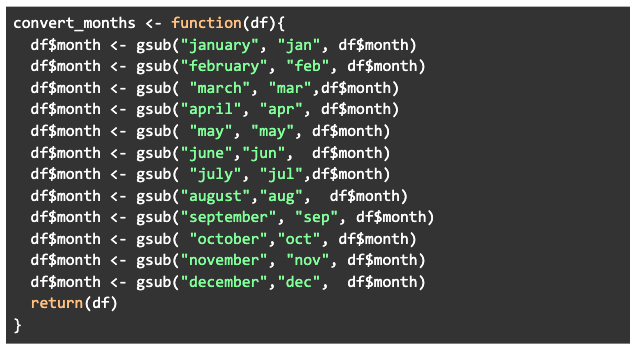 convert_months <- function(df){
  df$month <- gsub("january", "jan", df$month)
  df$month <- gsub("february", "feb", df$month)
  df$month <- gsub( "march", "mar",df$month)
  df$month <- gsub("april", "apr", df$month)
  df$month <- gsub( "may", "may", df$month)
  df$month <- gsub("june","jun",  df$month)
  df$month <- gsub( "july", "jul",df$month)
  df$month <- gsub("august","aug",  df$month)
  df$month <- gsub("september", "sep", df$month)
  df$month <- gsub( "october","oct", df$month)
  df$month <- gsub("november", "nov", df$month)
  df$month <- gsub("december","dec",  df$month)
  return(df)
}